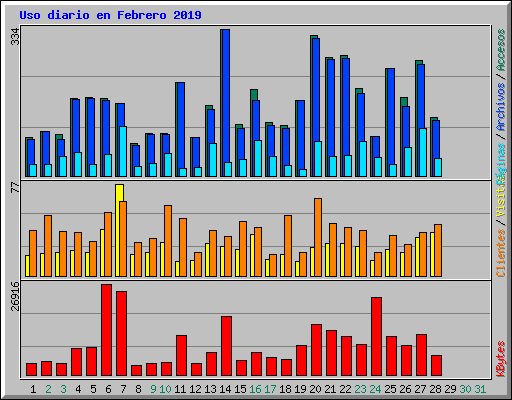 Uso diario en Febrero 2019
334
77
26916
Accesos / Archivos / Páginas
Clientes / Visitas
KBytes
1 2 3 4 5 6 7 8 9 10 11 12 13 14 15 16 17 18 19 20 21 22 23 24 25 26 27 28 29 30 31